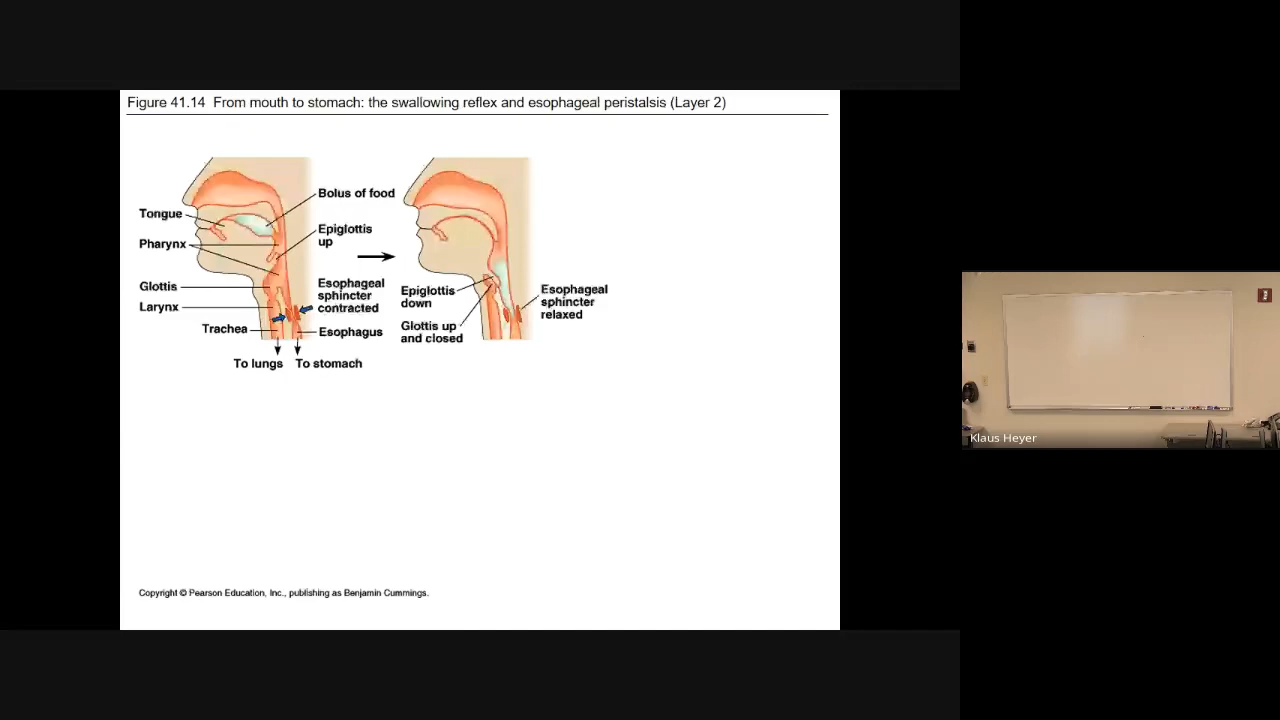 Figure 41.14 From mouth to stomach: the swallowing reflex and esophageal peristalsis (Layer 2)
Tongue
Pharynx
Glottis
Larynx
Trachea
To lungs
To stomach
Bolus of food
Epiglottis
up
Esophageal
sphincter
contracted
Esophagus
Epiglottis
down
Glottis up
and closed
Esophageal
sphincter
relaxed
Copyright © Pearson Education, Inc., publishing as Benjamin Cummings.
Klaus Heyer